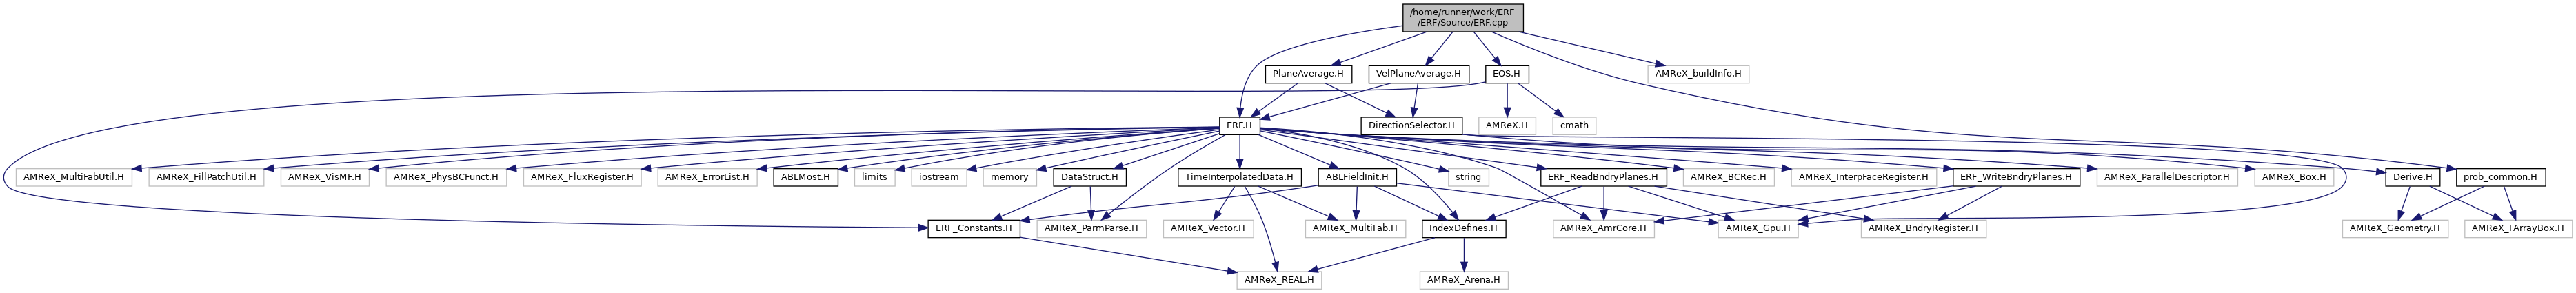 /home/runner/work/ERF
/ERF/Source/ERF.cpp
PlaneAverage.H
VelPlaneAverage.H
EOS.H
AMReX_buildInfo.H
ERF.H
DirectionSelector.H
AMReX.H
cmath
AMReX_MultiFabUtil.H
AMReX_FillPatchUtil.H
AMReX_VisMF.H
AMReX_PhysBCFunct.H
AMReX_FluxRegister.H
AMReX_ErrorList.H
ABLMost.H
limits
iostream
memory
DataStruct.H
TimeInterpolatedData.H
ABLFieldInit.H
string
ERF_ReadBndryPlanes.H
AMReX_BCRec.H
AMReX_InterpFaceRegister.H
ERF_WriteBndryPlanes.H
AMReX_ParallelDescriptor.H
AMReX_Box.H
Derive.H
prob_common.H
ERF_Constants.H
AMReX_ParmParse.H
AMReX_Vector.H
AMReX_MultiFab.H
IndexDefines.H
AMReX_AmrCore.H
AMReX_Gpu.H
AMReX_BndryRegister.H
AMReX_Geometry.H
AMReX_FArrayBox.H
AMReX_REAL.H
AMReX_Arena.H